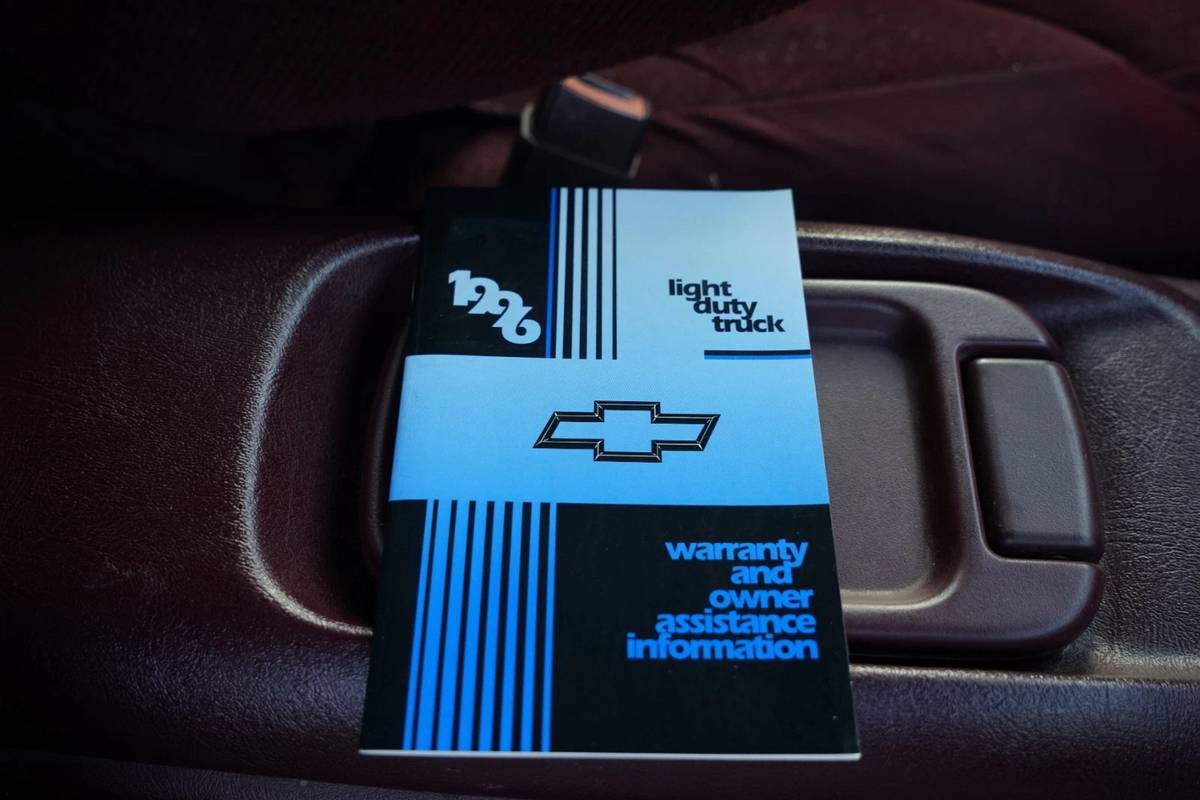 1996
light
duty
truck
warranty
and
owner
assistance
information